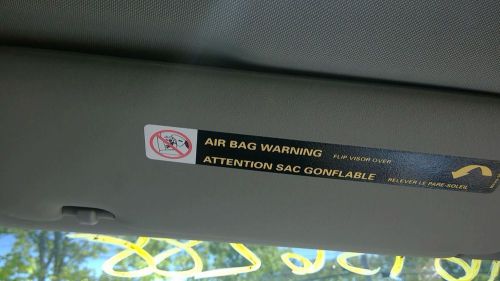 AIR BAG WARNING FLIP VISOR OVER
ATTENTION SAC GONFLABLE RELEVER LE PARE-SOLEIL